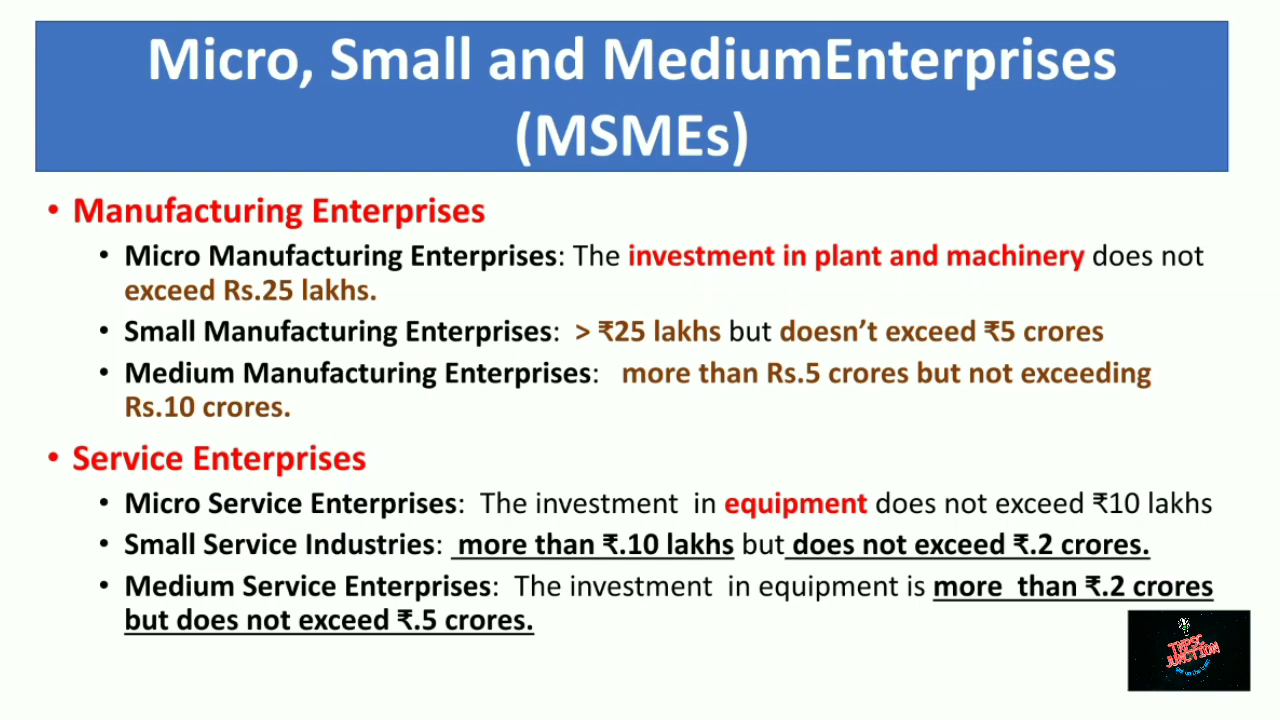 Micro, Small and MediumEnterprises
(MSMEs)
• Manufacturing Enterprises
• Micro Manufacturing Enterprises: The investment in plant and machinery does not
exceed Rs.25 lakhs.
• Small Manufacturing Enterprises: > ₹25 lakhs but doesn’t exceed ₹5 crores
• Medium Manufacturing Enterprises: more than Rs.5 crores but not exceeding
Rs.10 crores.
• Service Enterprises
• Micro Service Enterprises: The investment in equipment does not exceed ₹10 lakhs
• Small Service Industries: more than ₹.10 lakhs but does not exceed ₹.2 crores.
• Medium Service Enterprises: The investment in equipment is more than ₹.2 crores
but does not exceed ₹.5 crores.
TNPSC
JUNCTION